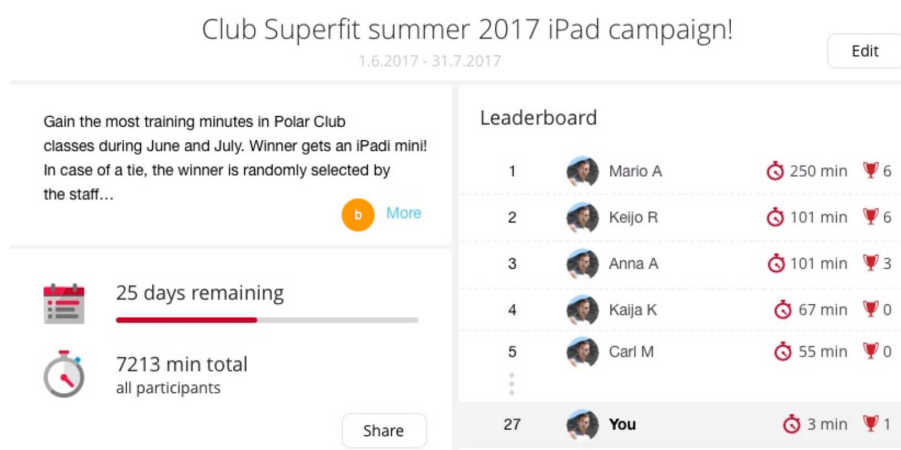 Club Superfit summer 2017 iPad campaign!
1.6.2017 - 31.7.2017
Edit
Gain the most training minutes in Polar Club
classes during June and July. Winner gets an iPadi mini!
In case of a tie, the winner is randomly selected by
the staff...
b
More
25 days remaining
7213 min total
all participants
Share
Leaderboard
1 Mario A 250 min 6
2 Keijo R 101 min 6
3 Anna A 101 min 3
4 Kaija K 67 min 0
5 Carl M 55 min 0
27 You 3 min 1